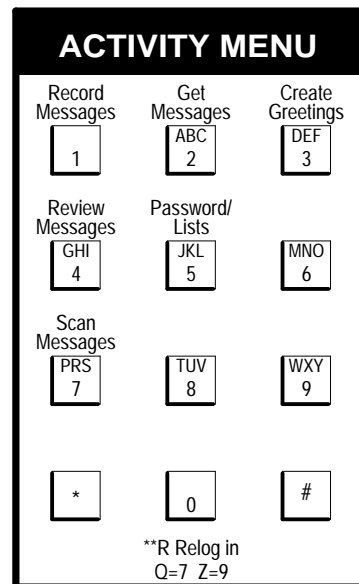 ACTIVITY MENU
Record Get Create
Messages Messages Greetings
ABC DEF
1 2 3
Review Password/
Messages Lists
GHI JKL MNO
4 5 6
Scan
Messages
PRS TUV WXY
7 8 9
* 0 #
**R Relog in
Q=7 Z=9